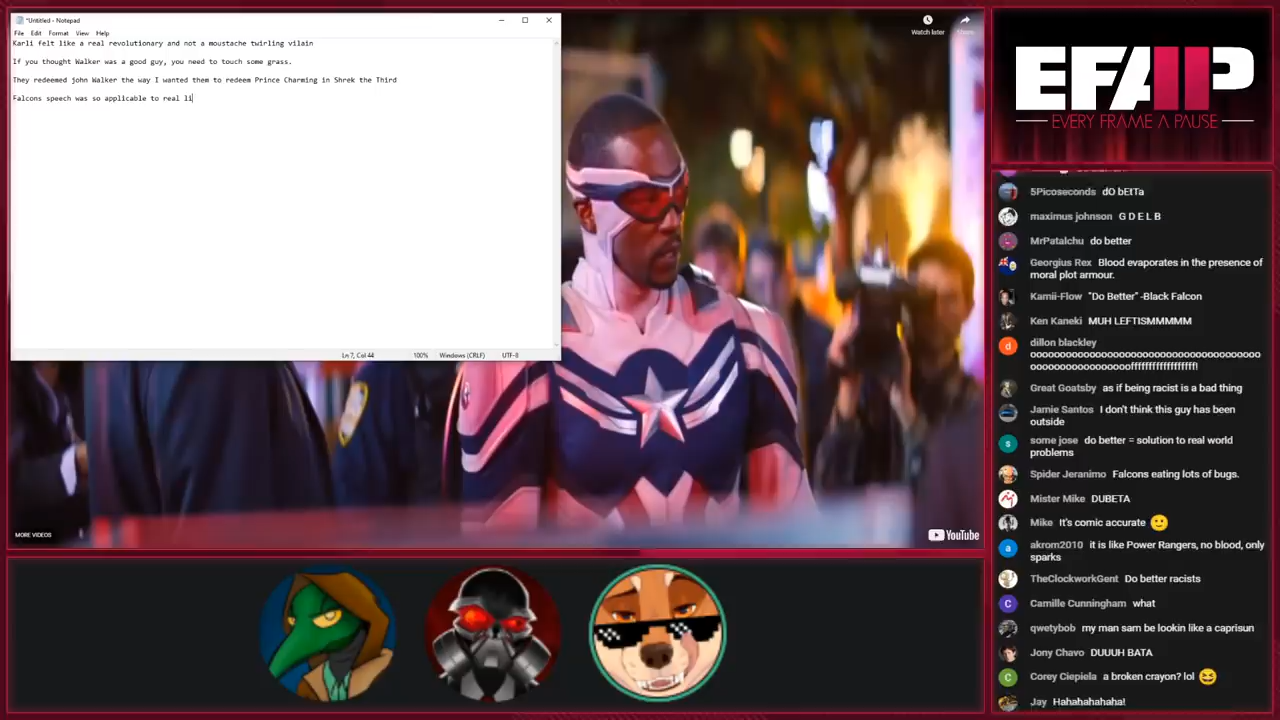 *Untitled - Notepad
File Edit Format View Help
Karli felt like a real revolutionary and not a moustache twirling vilain
If you thought Walker was a good guy, you need to touch some grass.
They redeemed john Walker the way I wanted them to redeem Prince Charming in Shrek the Third
Falcons speech was so applicable to real li
Ln 7, Col 44 100% Windows (CRLF) UTF-8
Watch later
Share
MORE VIDEOS
YouTube
EFAP
EVERY FRAME A PAUSE
5Picoseconds dO bEtTa
maximus johnson G D E L B
MrPatalchu do better
Georgius Rex Blood evaporates in the presence of
moral plot armour.
Kamii-Flow "Do Better" -Black Falcon
Ken Kaneki MUH LEFTISMMMMM
dillon blackley
Great Goatsby as if being racist is a bad thing
Jamie Santos I don't think this guy has been
outside
some jose do better = solution to real world
problems
Spider Jeranimo Falcons eating lots of bugs.
Mister Mike DUBETA
Mike It's comic accurate
akrom2010 it is like Power Rangers, no blood, only
sparks
TheClockworkGent Do better racists
Camille Cunningham what
qwetybob my man sam be lookin like a caprisun
Jony Chavo DUUUH BATA
Corey Ciepiela a broken crayon? lol
Jay Hahahahahaha!